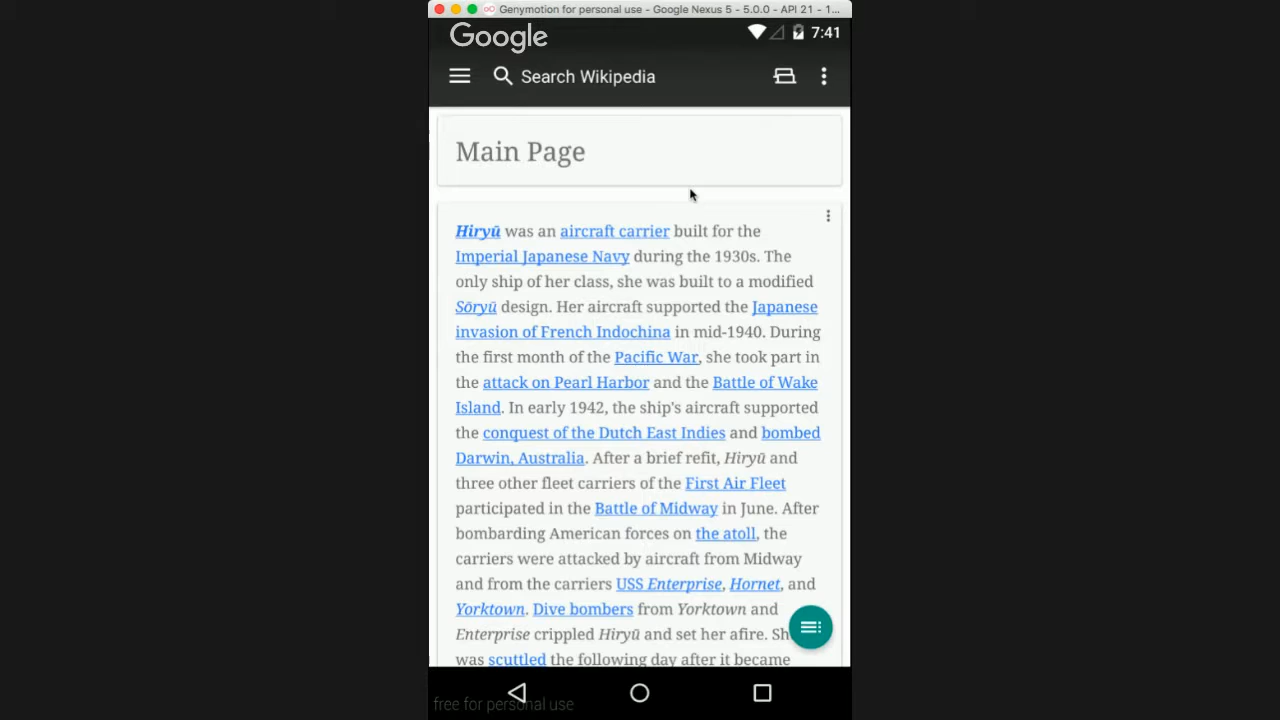 Genymotion for personal use - Google Nexus 5 - 5.0.0 - API 21 - 1...
Google
7:41
Search Wikipedia
Main Page
Hiryū was an aircraft carrier built for the
Imperial Japanese Navy during the 1930s. The
only ship of her class, she was built to a modified
Sōryū design. Her aircraft supported the Japanese
invasion of French Indochina in mid-1940. During
the first month of the Pacific War, she took part in
the attack on Pearl Harbor and the Battle of Wake
Island. In early 1942, the ship's aircraft supported
the conquest of the Dutch East Indies and bombed
Darwin, Australia. After a brief refit, Hiryū and
three other fleet carriers of the First Air Fleet
participated in the Battle of Midway in June. After
bombarding American forces on the atoll, the
carriers were attacked by aircraft from Midway
and from the carriers USS Enterprise, Hornet, and
Yorktown. Dive bombers from Yorktown and
Enterprise crippled Hiryū and set her afire. She
was scuttled the following day after it became
free for personal use